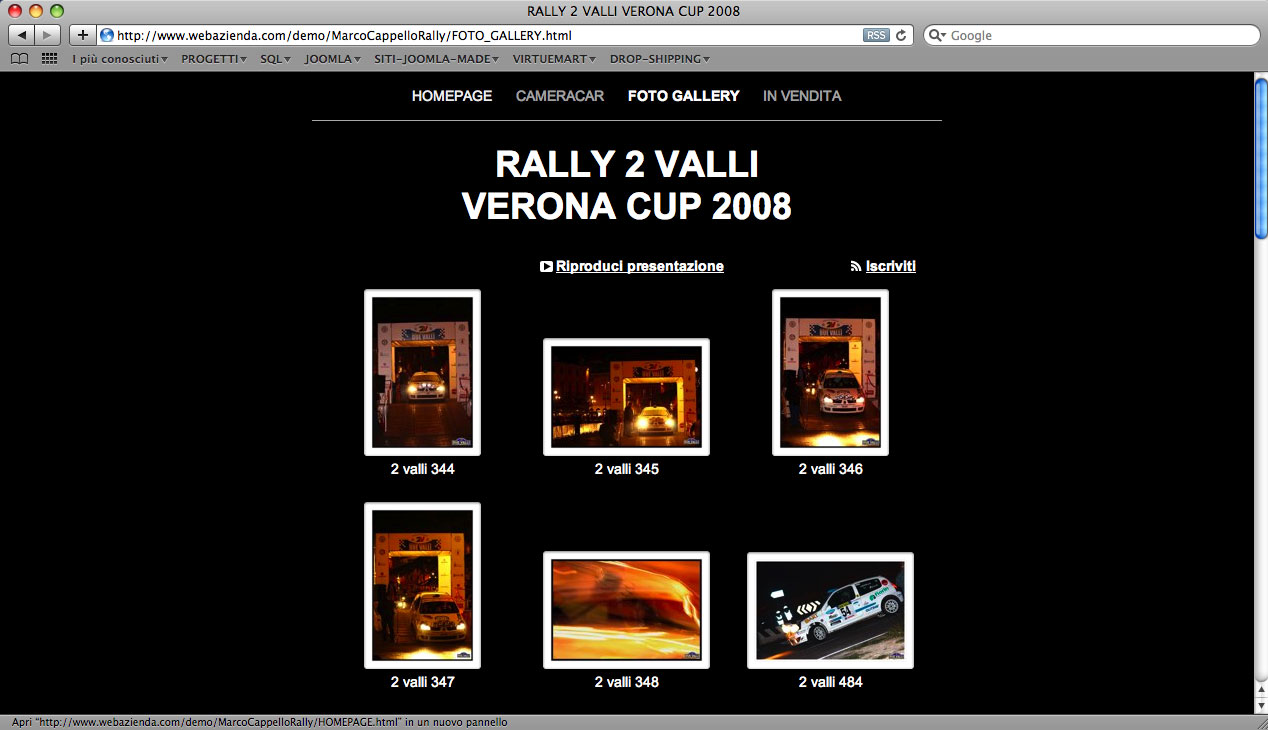 RALLY 2 VALLI VERONA CUP 2008
http://www.webazienda.com/demo/MarcoCappelloRally/FOTO_GALLERY.html RSS Google
I più conosciuti PROGETTI SQL JOOMLA SITI-JOOMLA-MADE VIRTUEMART DROP-SHIPPING
HOMEPAGE CAMERACAR FOTO GALLERY IN VENDITA
RALLY 2 VALLI
VERONA CUP 2008
Riproduci presentazione Iscriviti
2 valli 344 2 valli 345 2 valli 346
54
2 valli 347 2 valli 348 2 valli 484
Apri “http://www.webazienda.com/demo/MarcoCappelloRally/HOMEPAGE.html” in un nuovo pannello